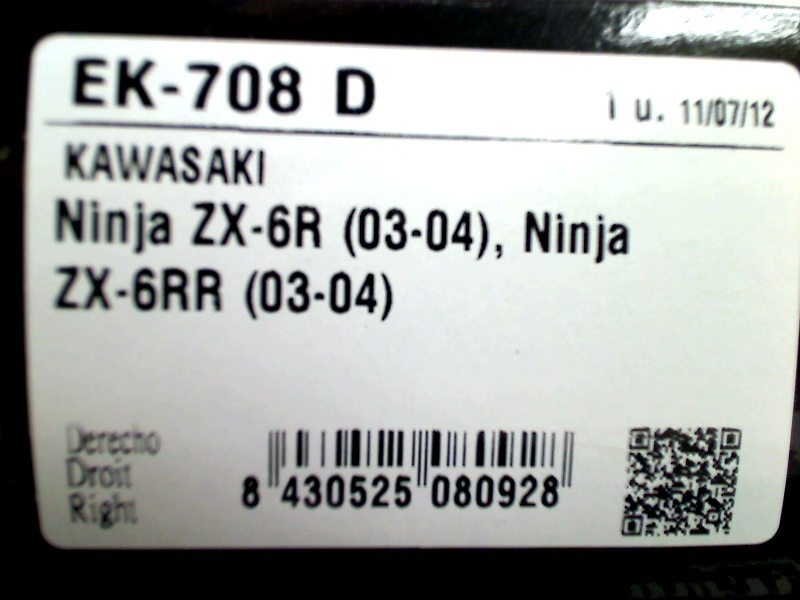 EK-708 D
1 u. 11/07/12
KAWASAKI
Ninja ZX-6R (03-04), Ninja
ZX-6RR (03-04)
Derecho
Droit
Right
8 430525 080928